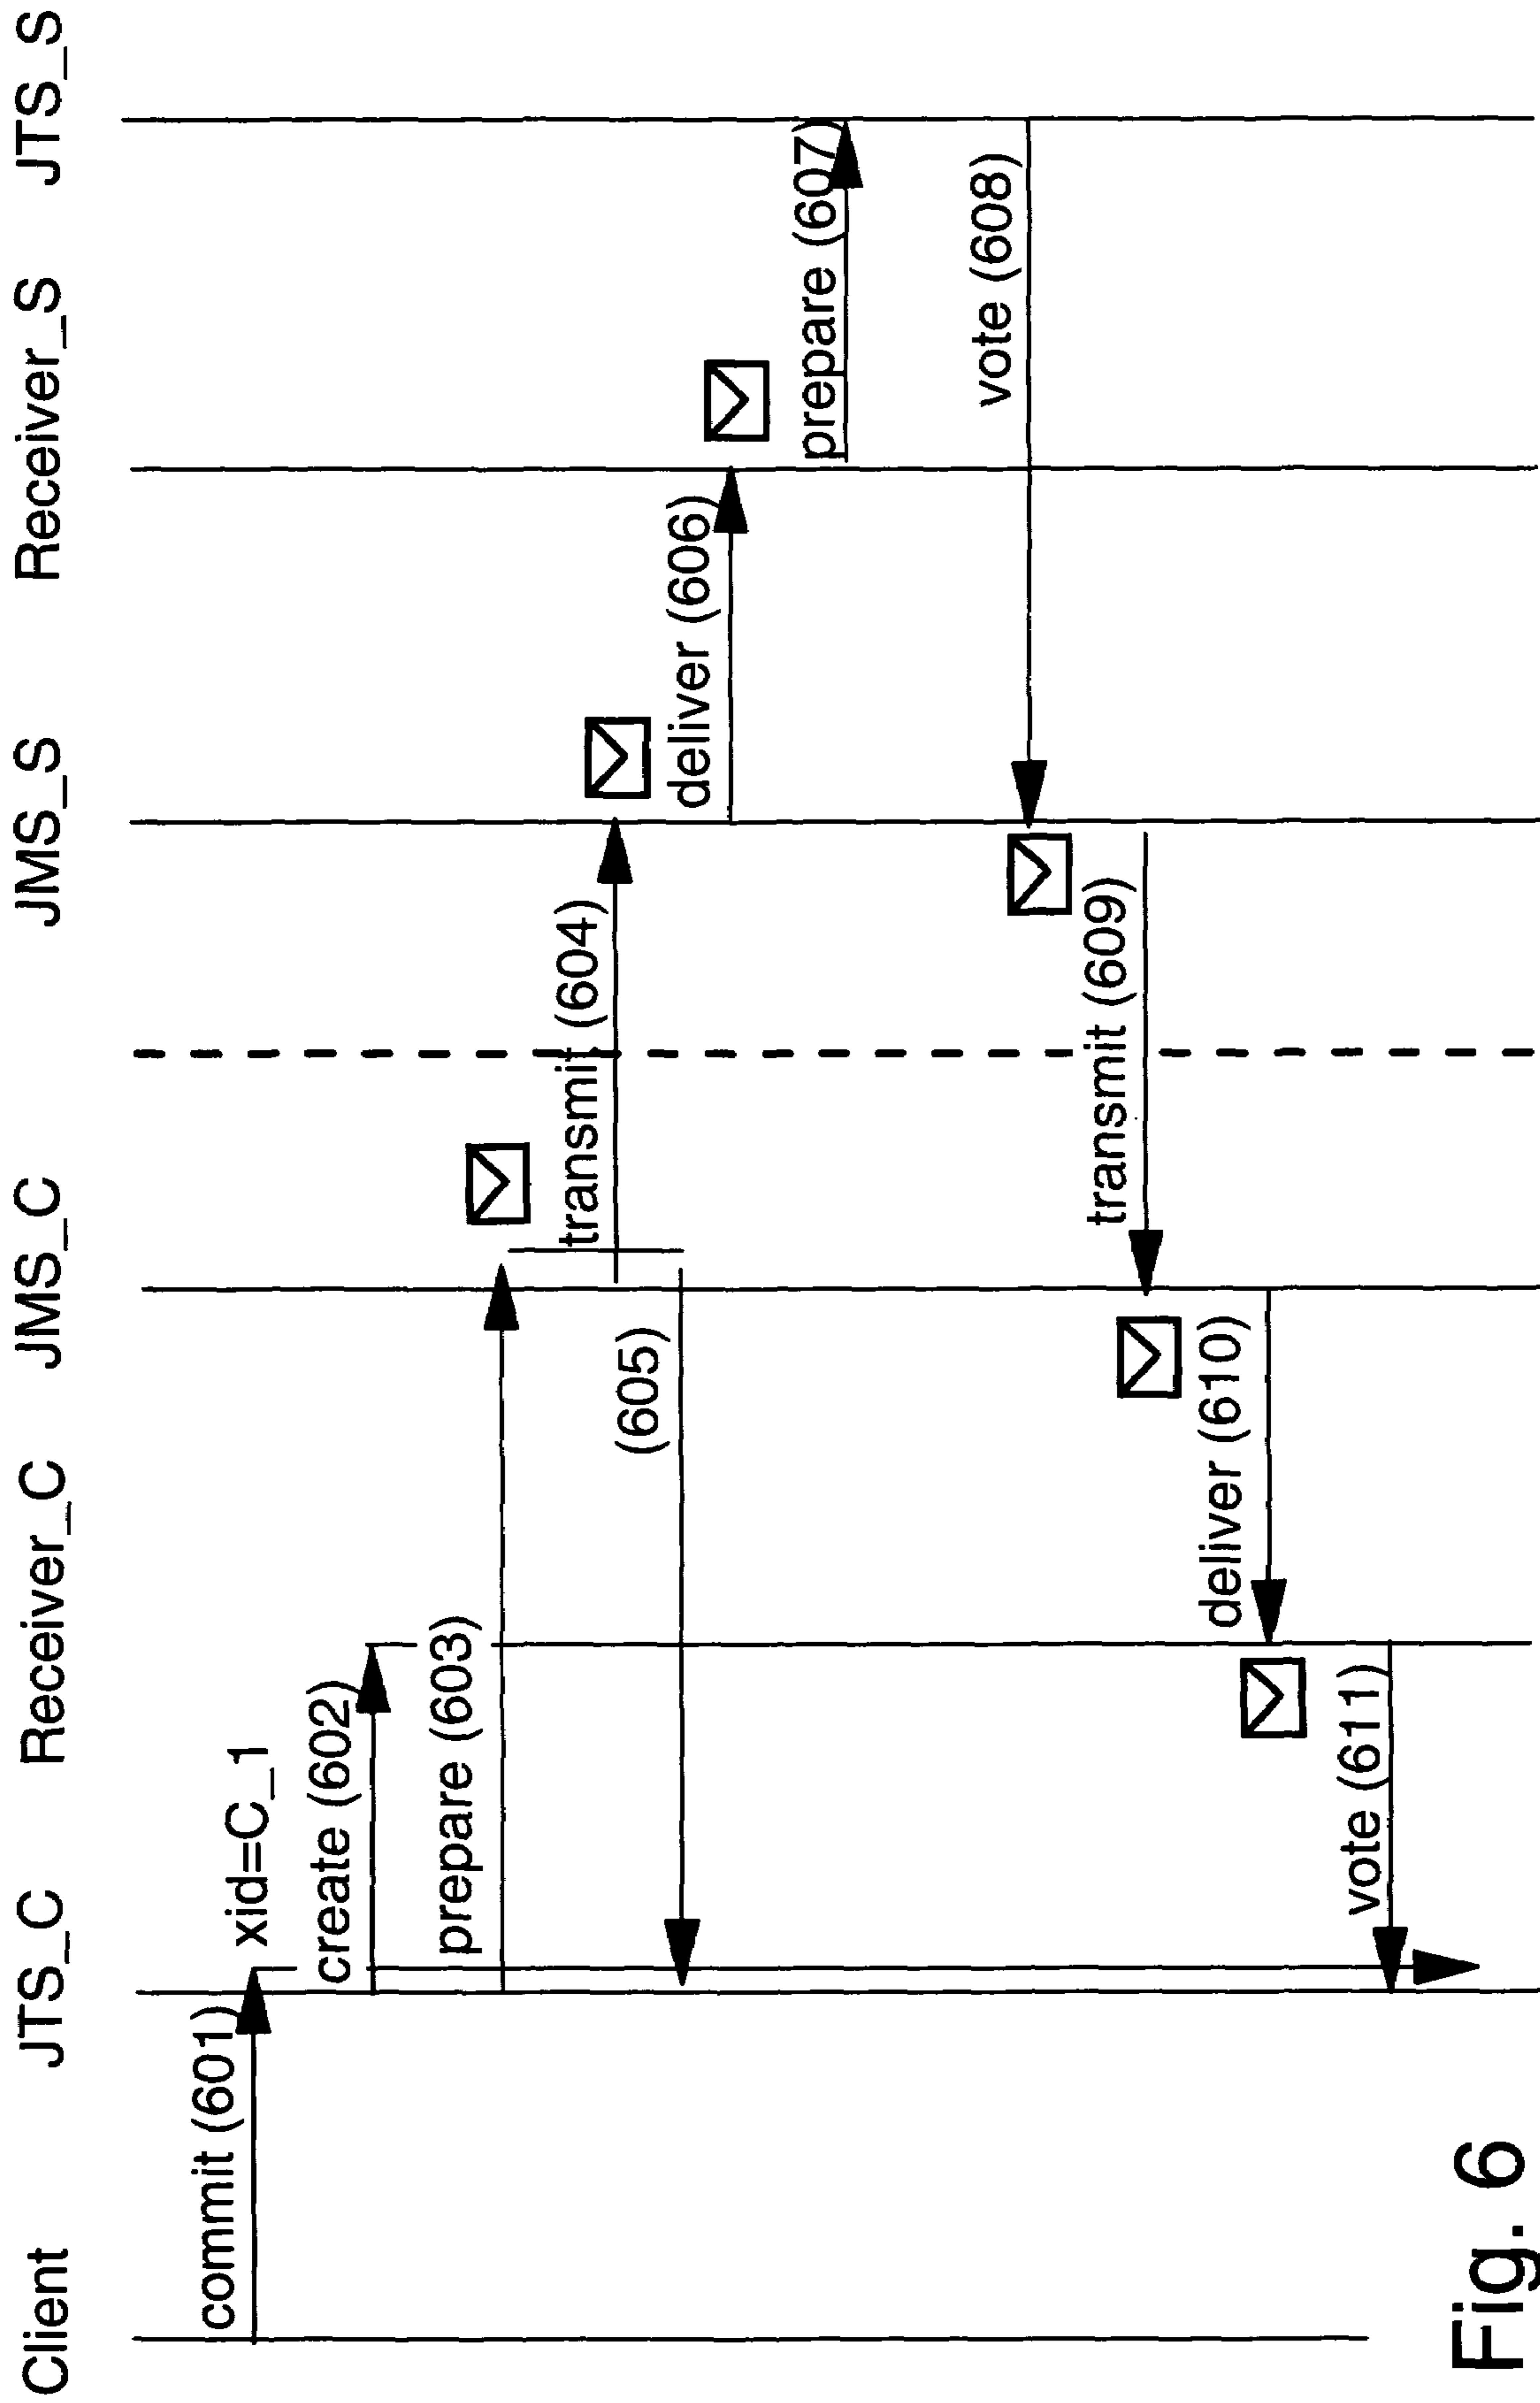 Client
JTS_C
Receiver_C
JMS_C
JMS_S
Receiver_S
JTS_S
commit (601)
xid=C_1
create (602)
prepare (603)
transmit (604)
(605)
deliver (606)
prepare (607)
vote (608)
transmit (609)
deliver (610)
vote (611)
Fig. 6